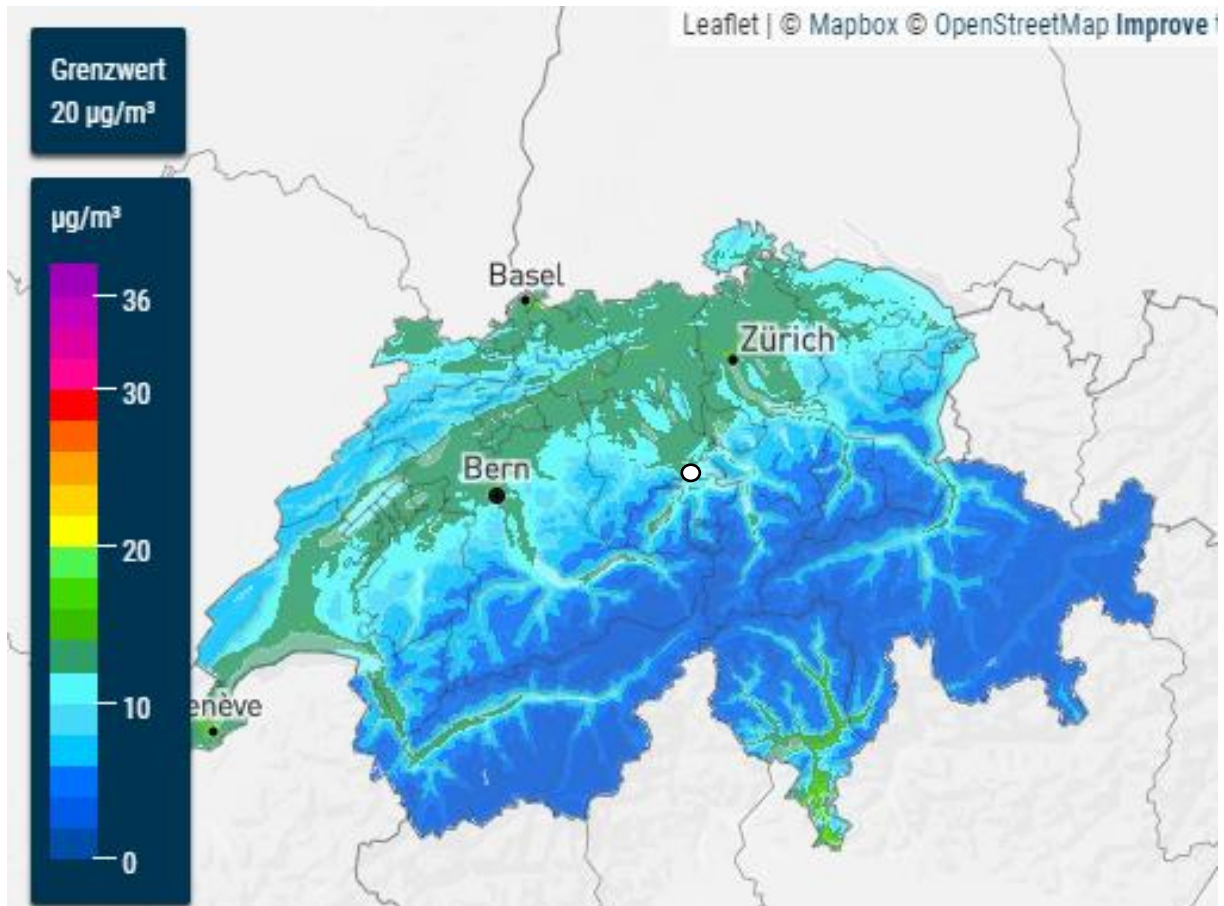 Leaflet | © Mapbox © OpenStreetMap Improve t
Grenzwert
20 µg/m³
µg/m³
36
30
20
10
0
Basel
Zürich
Bern
enève